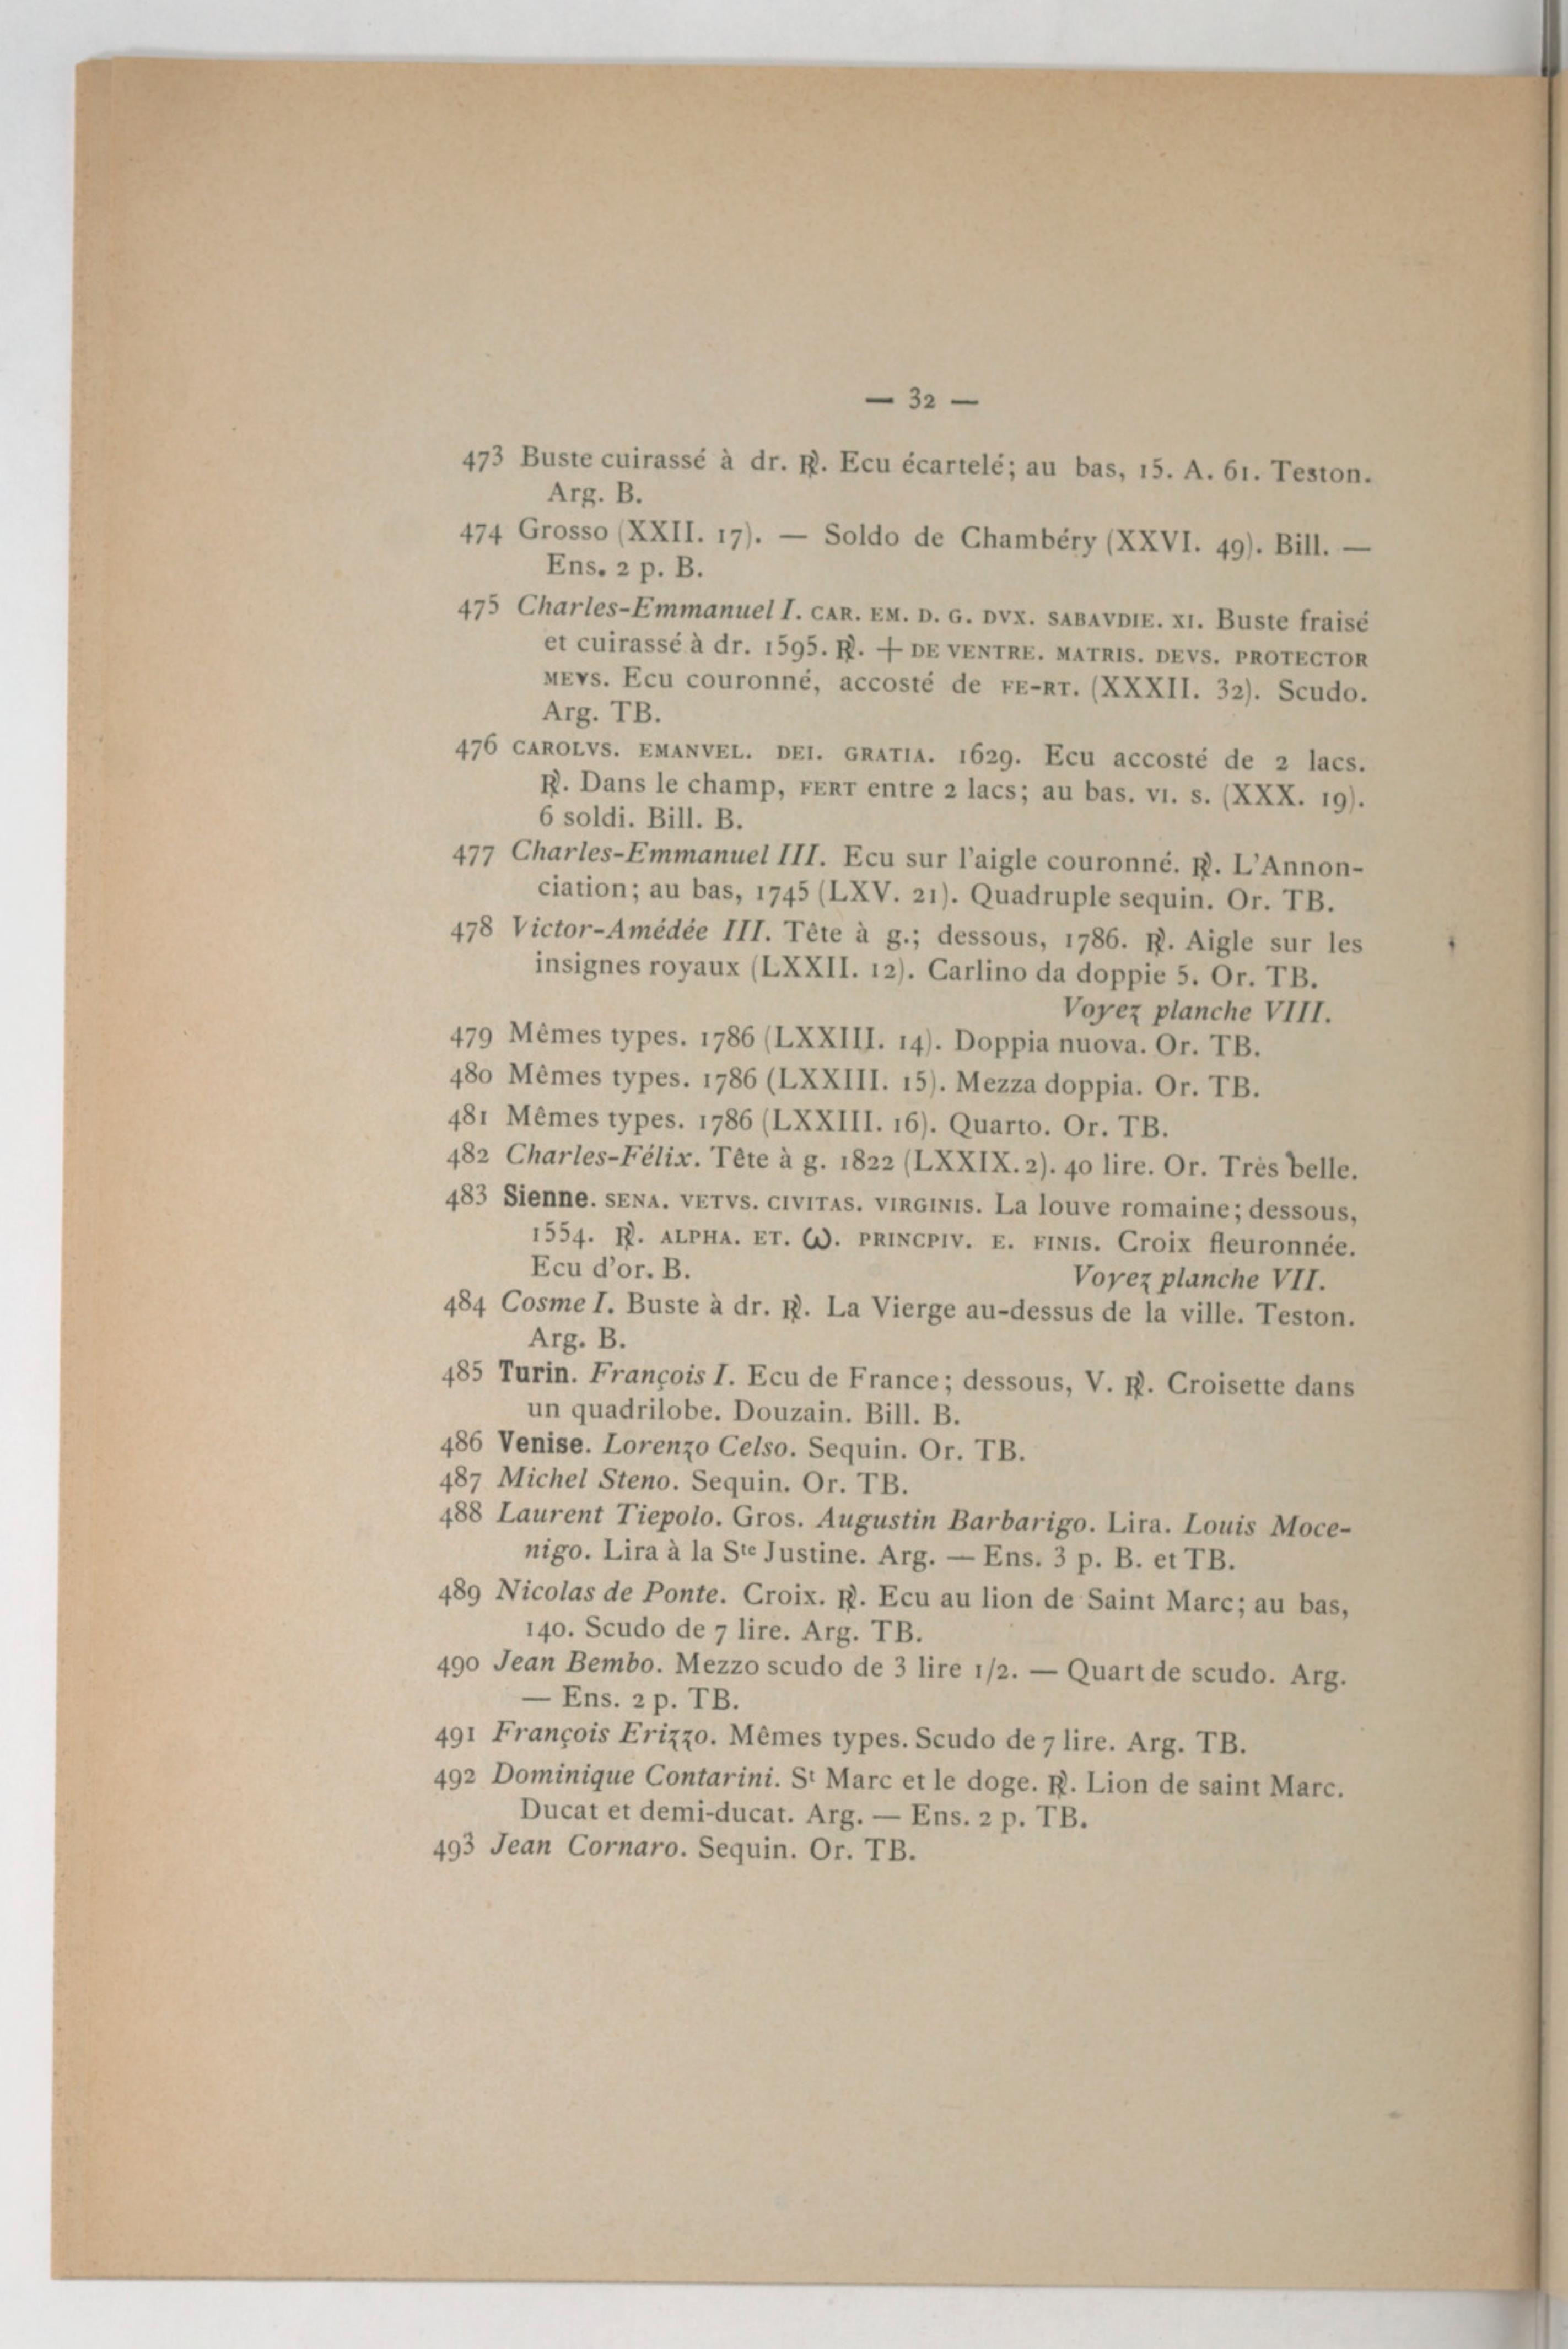 — 32 —
473 Buste cuirassé à dr. ℟. Ecu écartelé; au bas, 15. A. 61. Teston.
Arg. B.
474 Grosso (XXII. 17). — Soldo de Chambéry (XXVI. 49). Bill. —
Ens. 2 p. B.
475 Charles-Emmanuel I. CAR. EM. D. G. DVX. SABAVDIE. XI. Buste fraisé
et cuirassé à dr. 1595. ℟. + DE VENTRE. MATRIS. DEVS. PROTECTOR
MEVS. Ecu couronné, accosté de FE-RT. (XXXII. 32). Scudo.
Arg. TB.
476 CAROLVS. EMANVEL. DEI. GRATIA. 1629. Ecu accosté de 2 lacs.
℟. Dans le champ, FERT entre 2 lacs; au bas. VI. S. (XXX. 19).
6 soldi. Bill. B.
477 Charles-Emmanuel III. Ecu sur l'aigle couronné. ℟. L'Annon-
ciation; au bas, 1745 (LXV. 21). Quadruple sequin. Or. TB.
478 Victor-Amédée III. Tête à g.; dessous, 1786. ℟. Aigle sur les
insignes royaux (LXXII. 12). Carlino da doppie 5. Or. TB.
Voyez planche VIII.
479 Mêmes types. 1786 (LXXIII. 14). Doppia nuova. Or. TB.
480 Mêmes types. 1786 (LXXIII. 15). Mezza doppia. Or. TB.
481 Mêmes types. 1786 (LXXIII. 16). Quarto. Or. TB.
482 Charles-Félix. Tête à g. 1822 (LXXIX. 2). 40 lire. Or. Très belle.
483 Sienne. SENA. VETVS. CIVITAS. VIRGINIS. La louve romaine; dessous,
1554. ℟. ALPHA. ET. Ѡ. PRINCPIV. E. FINIS. Croix fleuronnée.
Ecu d'or. B. Voyez planche VII.
484 Cosme I. Buste à dr. ℟. La Vierge au-dessus de la ville. Teston.
Arg. B.
485 Turin. François I. Ecu de France; dessous, V. ℟. Croisette dans
un quadrilobe. Douzain. Bill. B.
486 Venise. Lorenzo Celso. Sequin. Or. TB.
487 Michel Steno. Sequin. Or. TB.
488 Laurent Tiepolo. Gros. Augustin Barbarigo. Lira. Louis Moce-
nigo. Lira à la Ste Justine. Arg. — Ens. 3 p. B. et TB.
489 Nicolas de Ponte. Croix. ℟. Ecu au lion de Saint Marc; au bas,
140. Scudo de 7 lire. Arg. TB.
490 Jean Bembo. Mezzo scudo de 3 lire 1/2. — Quart de scudo. Arg.
— Ens. 2 p. TB.
491 François Erizzo. Mêmes types. Scudo de 7 lire. Arg. TB.
492 Dominique Contarini. St Marc et le doge. ℟. Lion de saint Marc.
Ducat et demi-ducat. Arg. — Ens. 2 p. TB.
493 Jean Cornaro. Sequin. Or. TB.